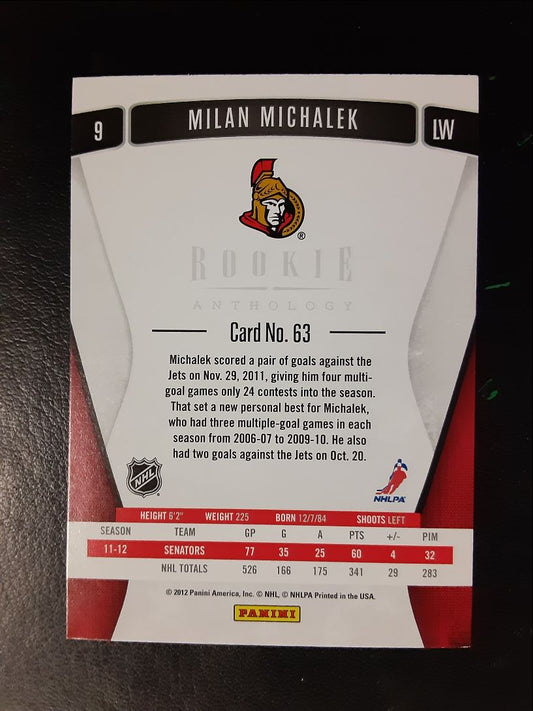 9 MILAN MICHALEK LW
®
ROOKIE
ANTHOLOGY
Card No. 63
Michalek scored a pair of goals against the
Jets on Nov. 29, 2011, giving him four multi-
goal games only 24 contests into the season.
That set a new personal best for Michalek,
who had three multiple-goal games in each
season from 2006-07 to 2009-10. He also
had two goals against the Jets on Oct. 20.
NHL NHLPA
HEIGHT 6'2" WEIGHT 225 BORN 12/7/84 SHOOTS LEFT
SEASON TEAM GP G A PTS +/- PIM
11-12 SENATORS 77 35 25 60 4 32
NHL TOTALS 526 166 175 341 29 283
© 2012 Panini America, Inc. © NHL, © NHLPA Printed in the USA.
PANINI